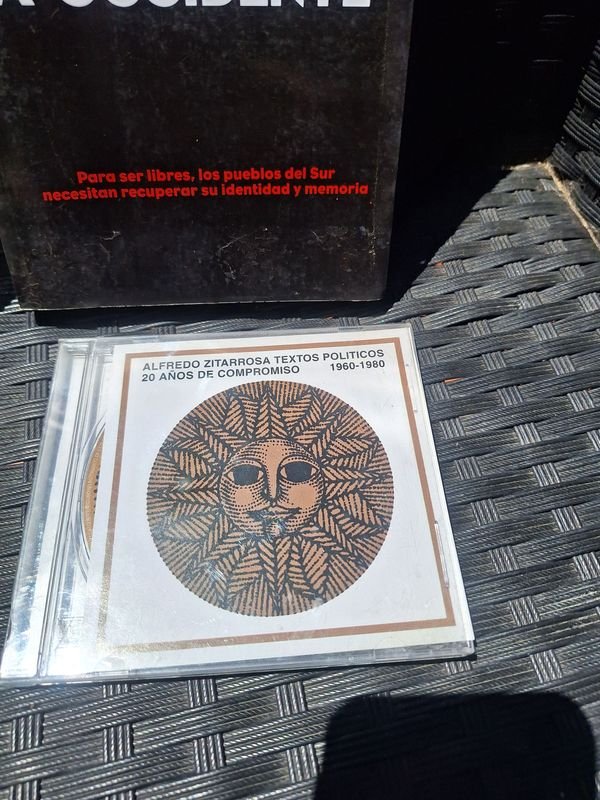 A OCCIDENTE
Para ser libres, los pueblos del Sur
necesitan recuperar su identidad y memoria
ALFREDO ZITARROSA TEXTOS POLITICOS
20 AÑOS DE COMPROMISO 1960-1980